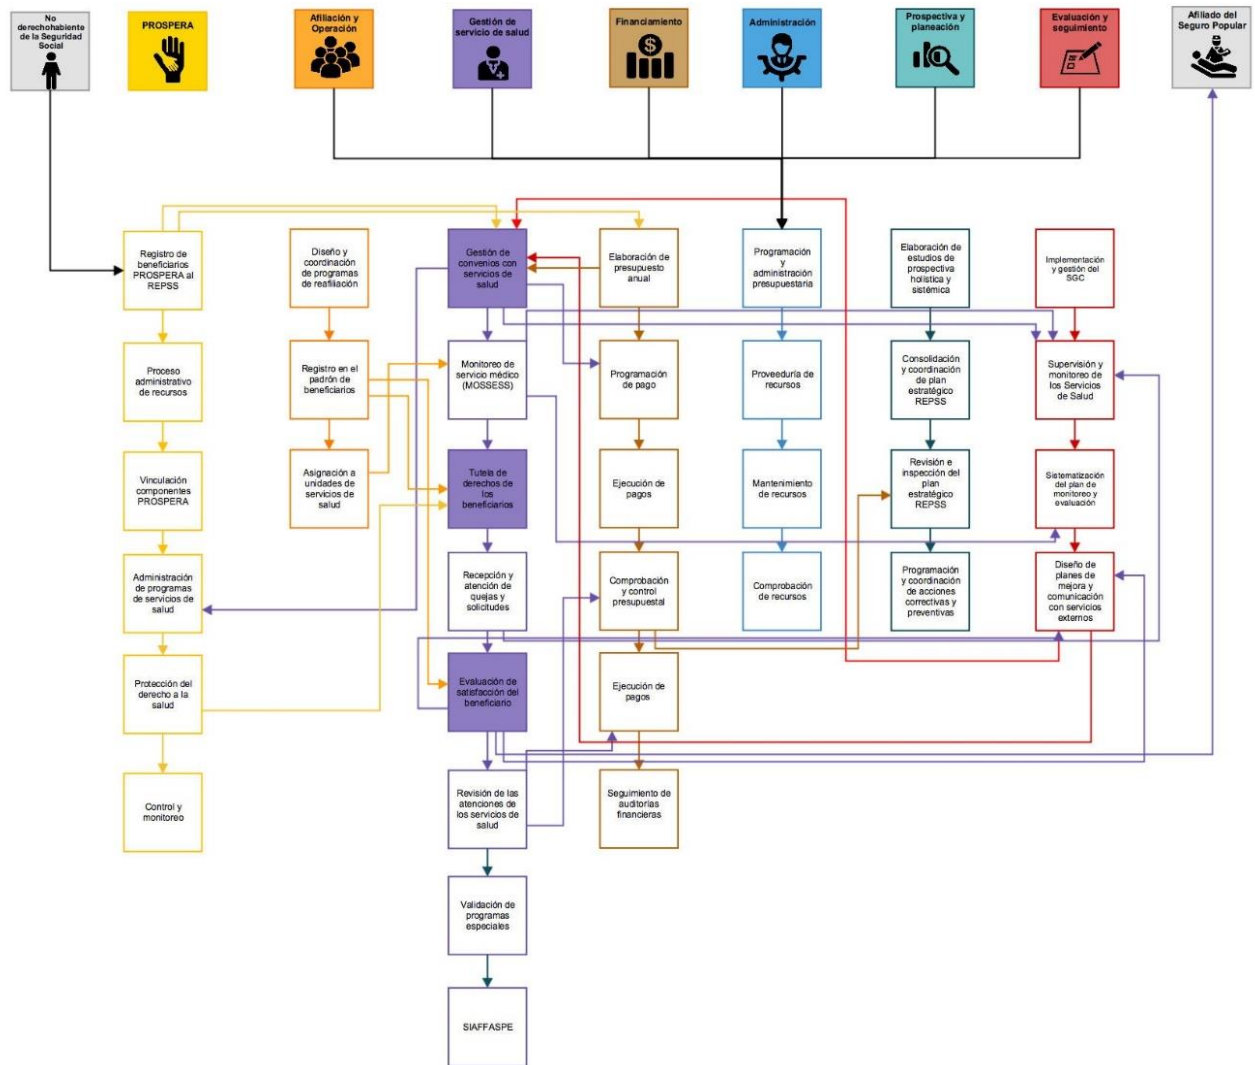 No
derechohabiente
de la Seguridad
Social
PROSPERA
Afiliación y
Operación
Gestión de
servicio de salud
Financiamiento
Administración
Prospectiva y
planeación
Evaluación y
seguimiento
Afiliado del
Seguro Popular
Registro de
beneficiarios
PROSPERA al
REPSS
Diseño y
coordinación
de programas
de reafiliación
Gestión de
convenios con
servicios de
salud
Elaboración de
presupuesto
anual
Programación
y
administración
presupuestaria
Elaboración de
estudios de
prospectiva
holística y
sistémica
Implementación
y gestión del
SGC
Proceso
administrativo
de recursos
Registro en el
padrón de
beneficiarios
Monitoreo de
servicio médico
(MOSSESS)
Programación
de pago
Proveeduría de
recursos
Consolidación
y coordinación
de plan
estratégico
REPSS
Supervisión y
monitoreo de
los Servicios
de Salud
Vinculación
componentes
PROSPERA
Asignación a
unidades de
servicios de
salud
Tutela de
derechos de
los
beneficiarios
Ejecución de
pagos
Mantenimiento
de recursos
Revisión e
inspección del
plan
estratégico
REPSS
Sistematización
del plan de
monitoreo y
evaluación
Administración
de programas
de servicios de
salud
Recepción y
atención de
quejas y
solicitudes
Comprobación
y control
presupuestal
Comprobación
de recursos
Programación
y coordinación
de acciones
correctivas y
preventivas
Diseño de
planes de
mejora y
comunicación
con servicios
externos
Protección del
derecho a la
salud
Evaluación de
satisfacción del
beneficiario
Ejecución de
pagos
Control y
monitoreo
Revisión de las
atenciones de
los servicios de
salud
Seguimiento de
auditorías
financieras
Validación de
programas
especiales
SIAFFASPE